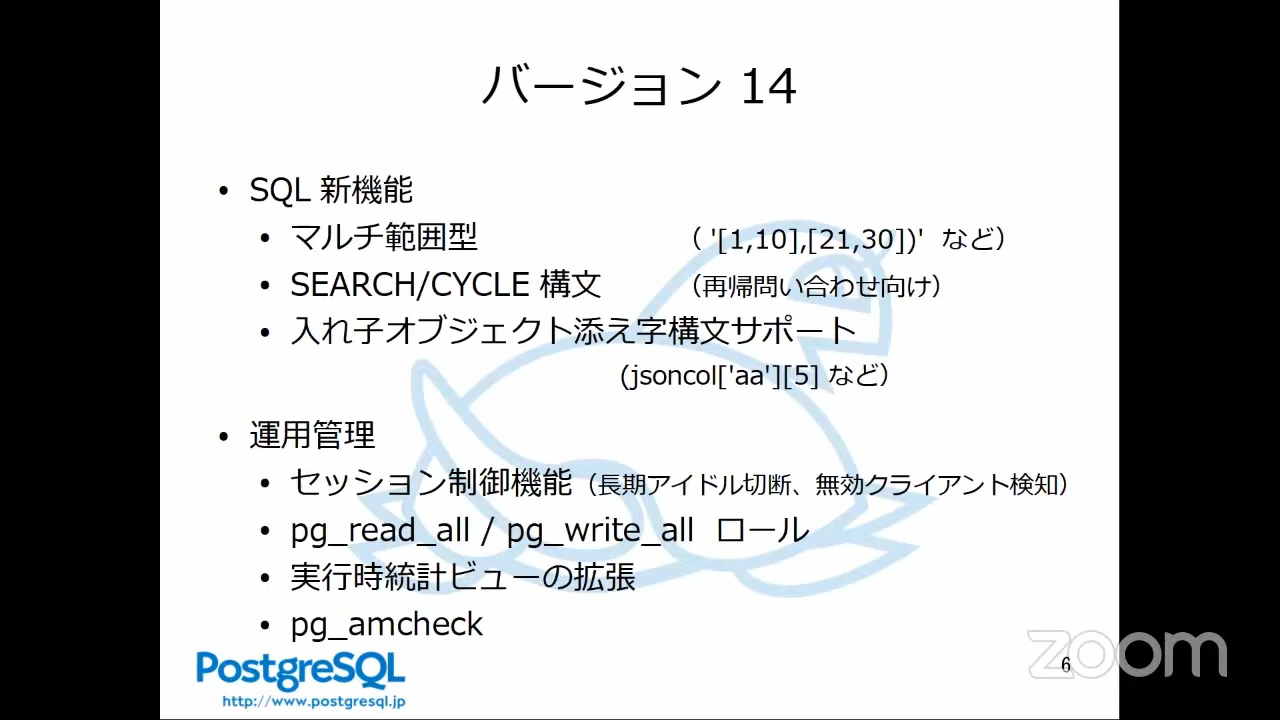 バージョン 14
• SQL 新機能
• マルチ範囲型 （ '[1,10],[21,30])' など）
• SEARCH/CYCLE 構文 （再帰問い合わせ向け）
• 入れ子オブジェクト添え字構文サポート
(jsoncol['aa'][5] など）
• 運用管理
• セッション制御機能（長期アイドル切断、無効クライアント検知）
• pg_read_all / pg_write_all ロール
• 実行時統計ビューの拡張
• pg_amcheck
PostgreSQL
http://www.postgresql.jp
6
zoom